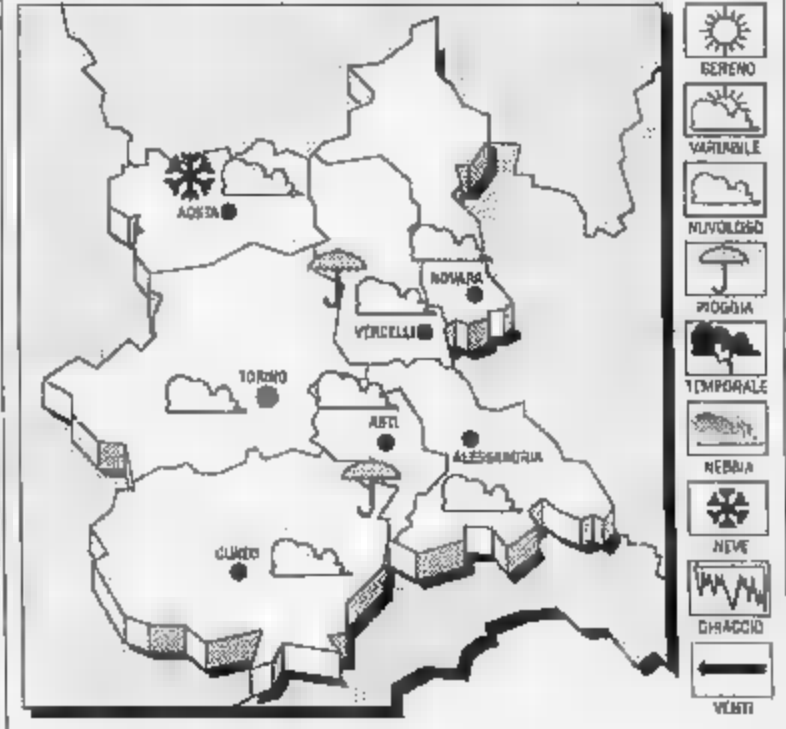 SERENO
VARIABILE
NUVOLOSO
PIOGGIA
TEMPORALE
NEBBIA
NEVE
GHIACCIO
VENTI
AOSTA
NOVARA
VERCELLI
TORINO
ASTI
ALESSANDRIA
CUNEO